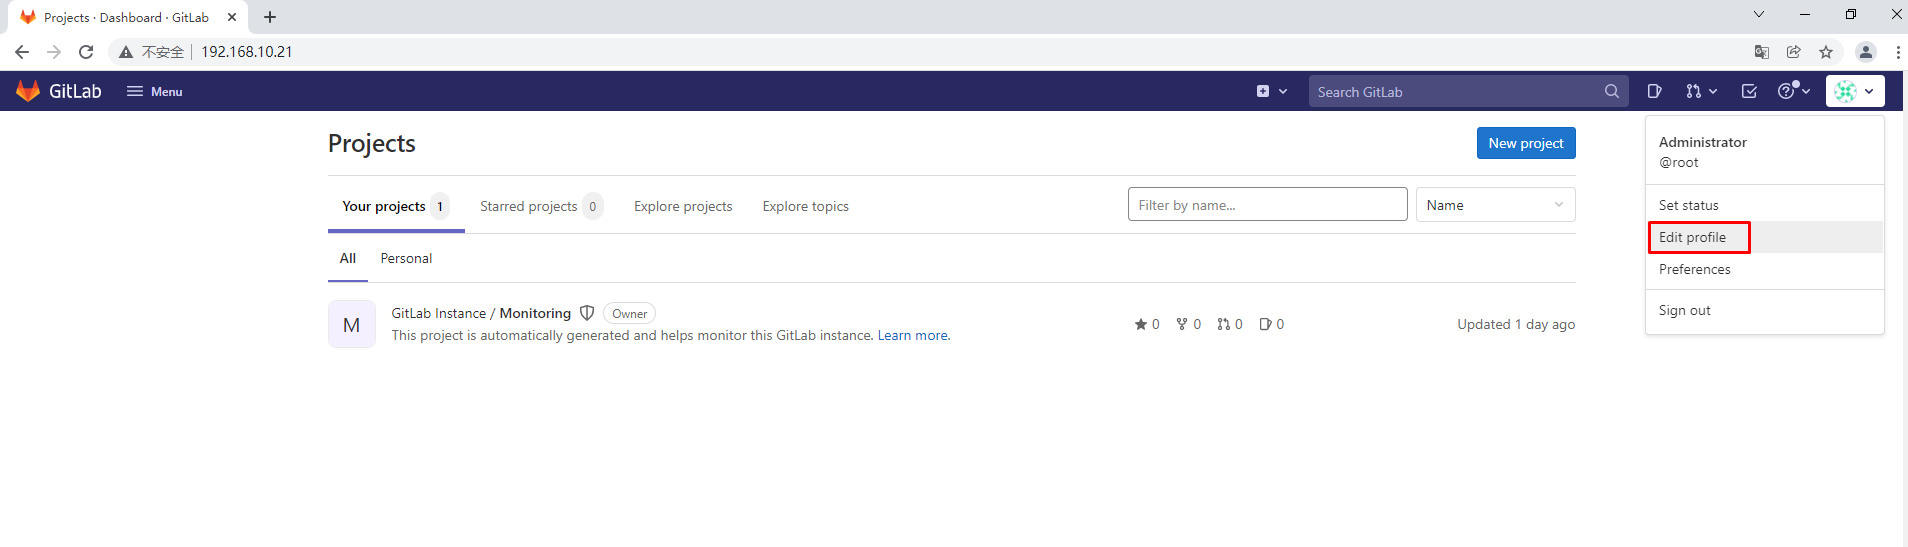 Projects · Dashboard · GitLab
不安全 192.168.10.21
GitLab Menu Search GitLab
Projects New project
Your projects 1 Starred projects 0 Explore projects Explore topics Filter by name... Name
All Personal
M GitLab Instance / Monitoring Owner
This project is automatically generated and helps monitor this GitLab instance. Learn more.
0 0 0 0 Updated 1 day ago
Administrator
@root
Set status
Edit profile
Preferences
Sign out